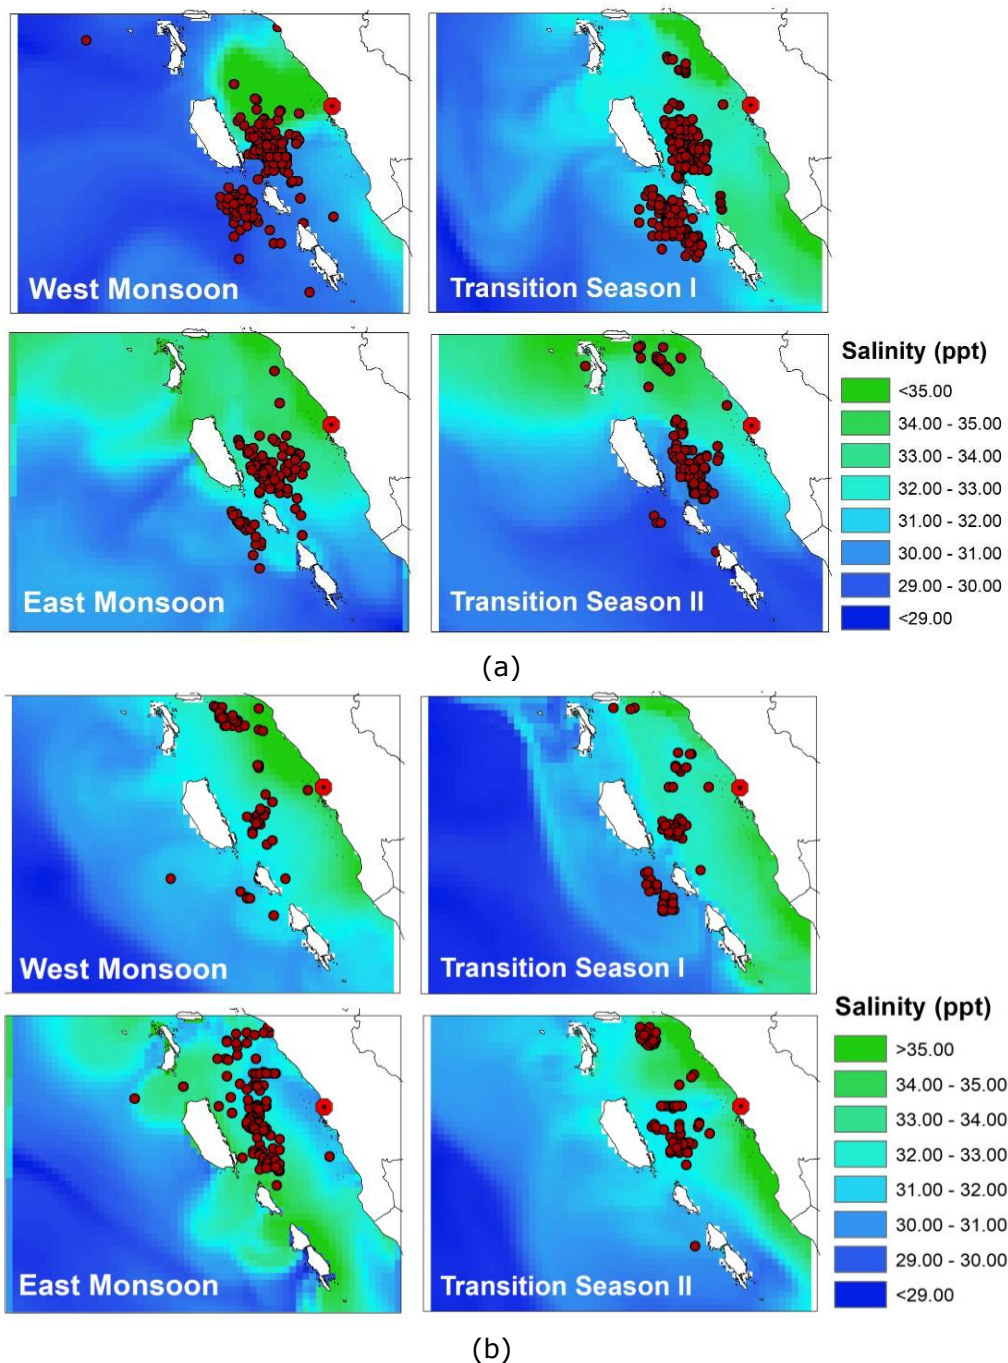 West Monsoon
Transition Season I
East Monsoon
Transition Season II
Salinity (ppt)
<35.00
34.00 - 35.00
33.00 - 34.00
32.00 - 33.00
31.00 - 32.00
30.00 - 31.00
29.00 - 30.00
<29.00
(a)
West Monsoon
Transition Season I
East Monsoon
Transition Season II
Salinity (ppt)
>35.00
34.00 - 35.00
33.00 - 34.00
32.00 - 33.00
31.00 - 32.00
30.00 - 31.00
29.00 - 30.00
<29.00
(b)